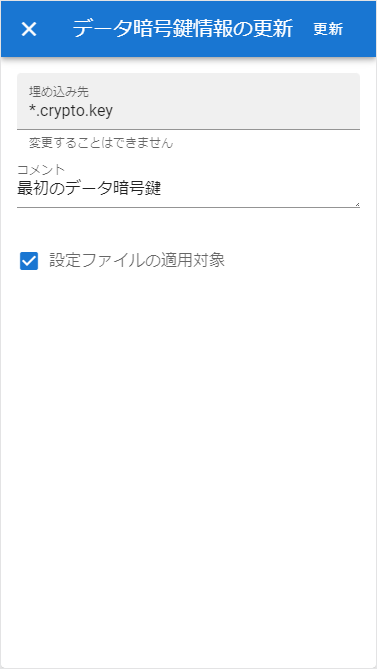 データ暗号鍵情報の更新 更新
埋め込み先
*.crypto.key
変更することはできません
コメント
最初のデータ暗号鍵
設定ファイルの適用対象